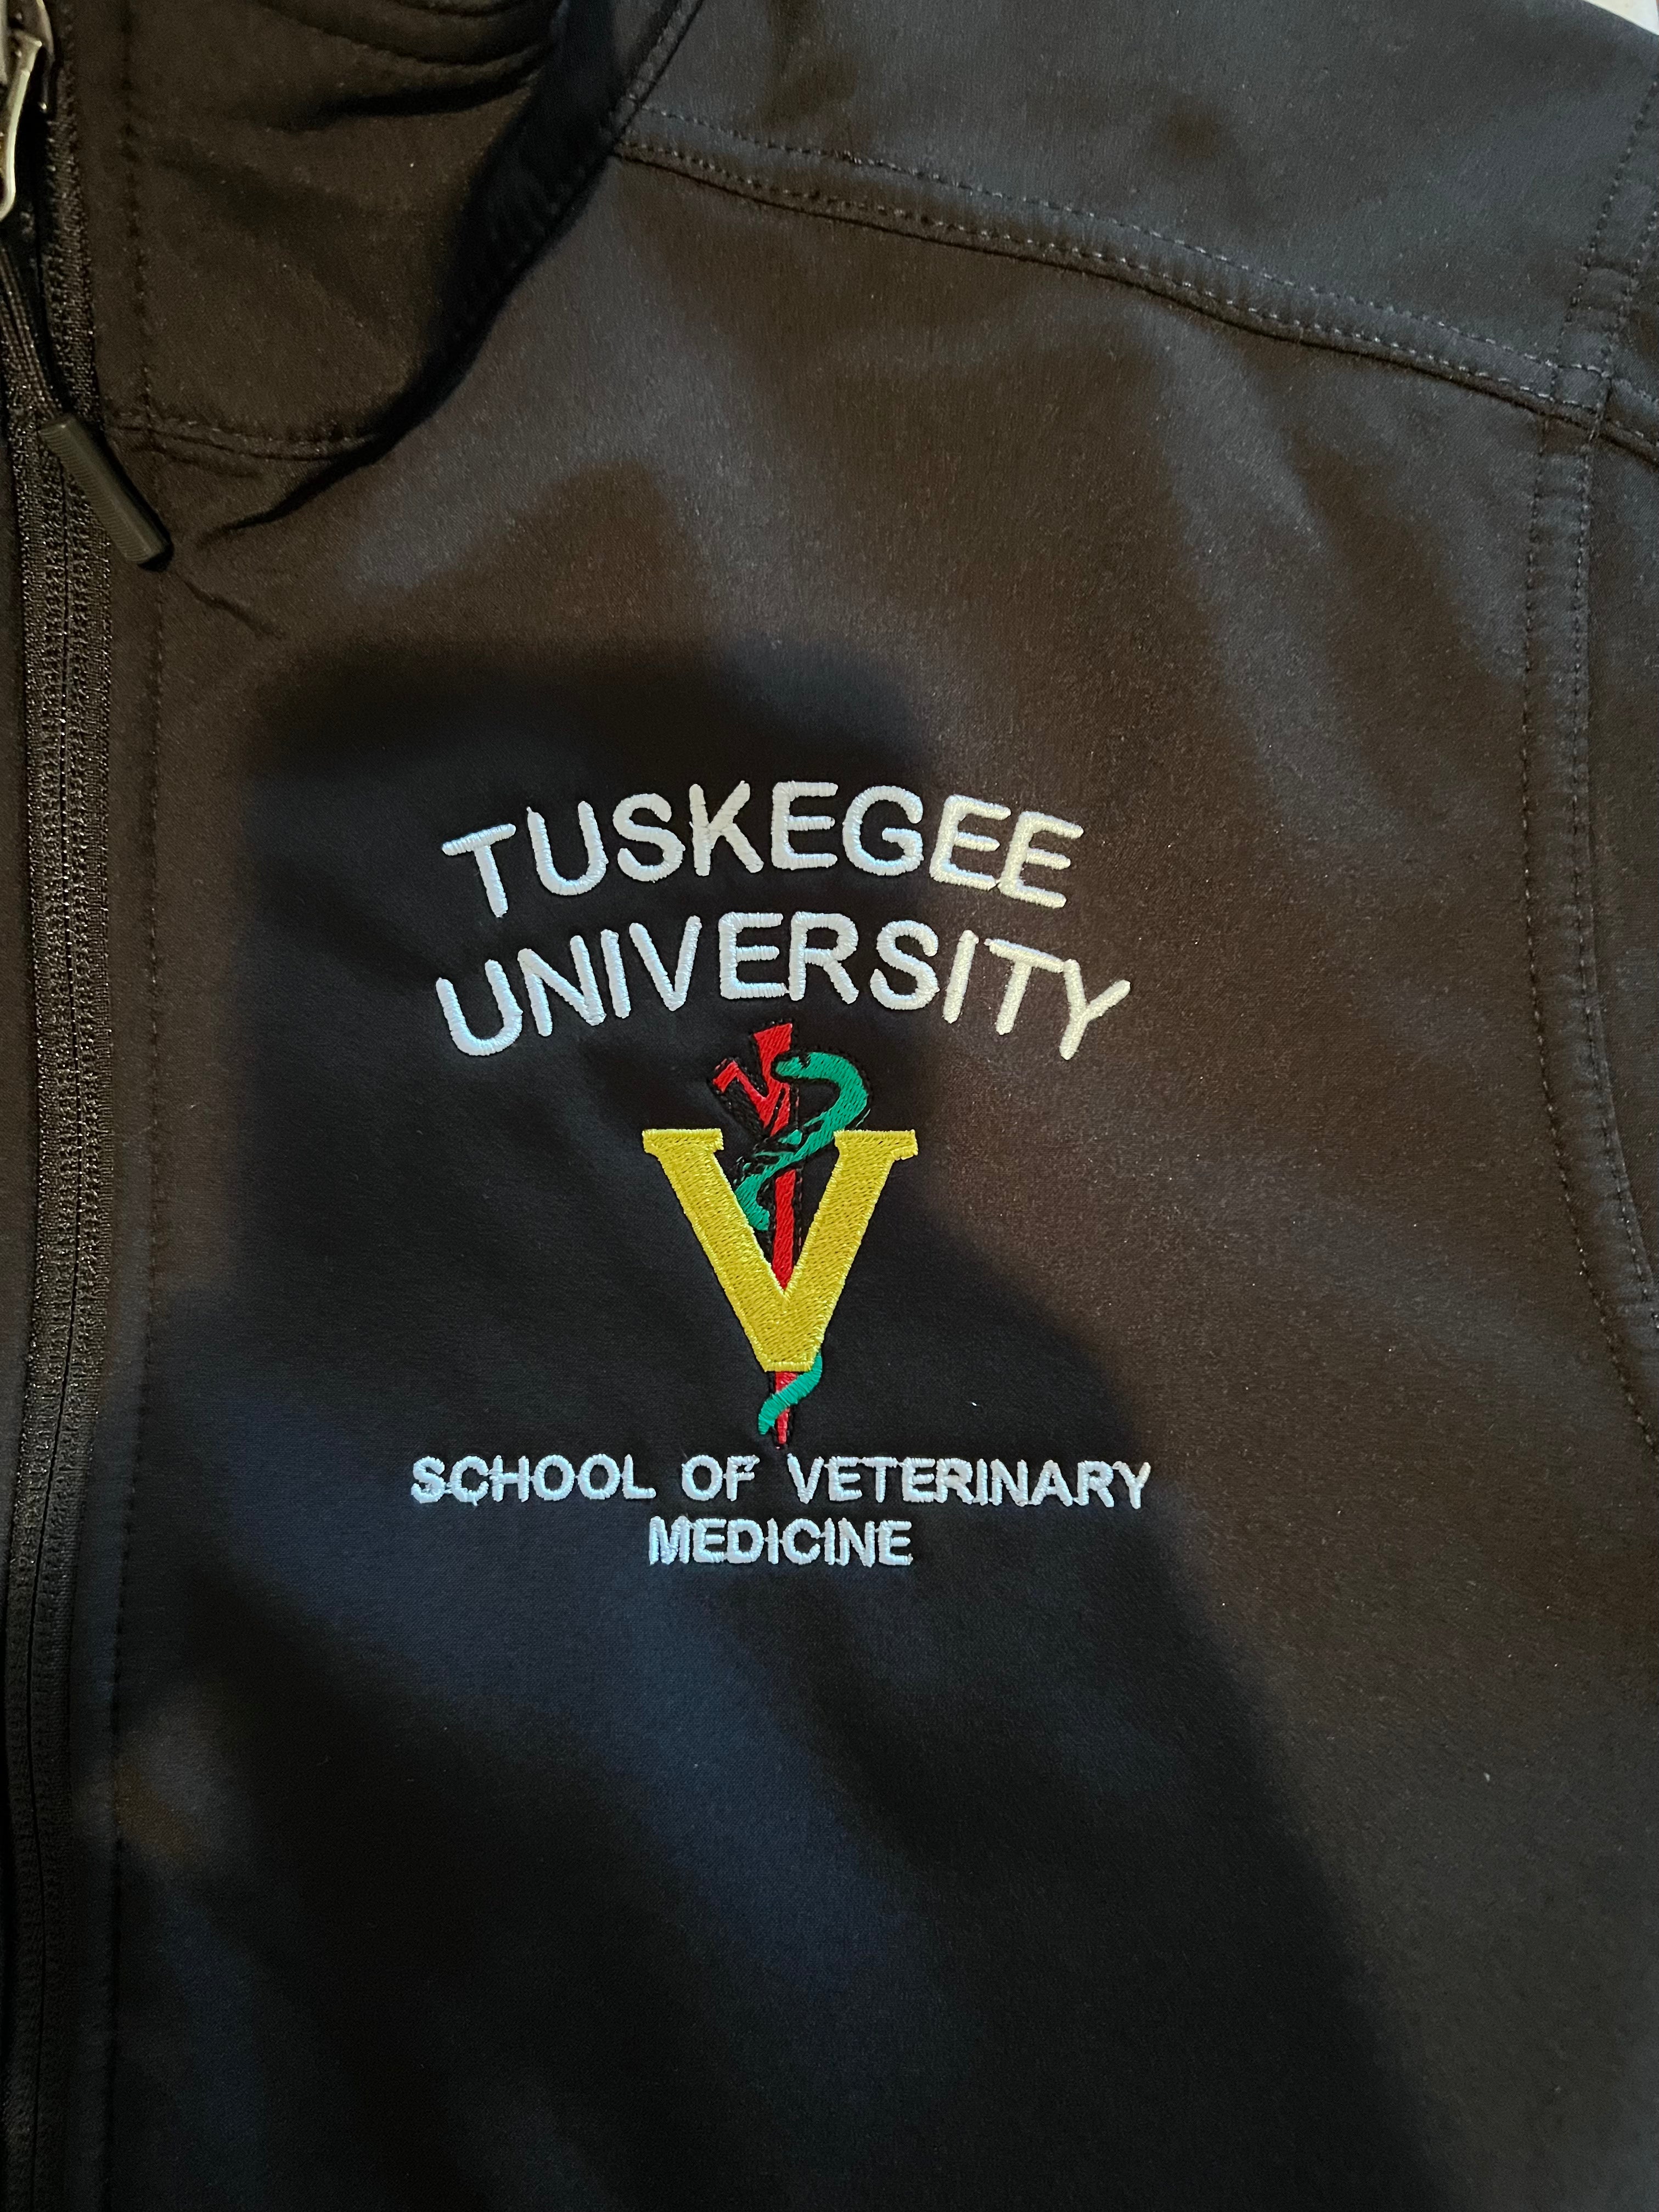 TUSKEGEE
UNIVERSITY
V
SCHOOL OF VETERINARY
MEDICINE